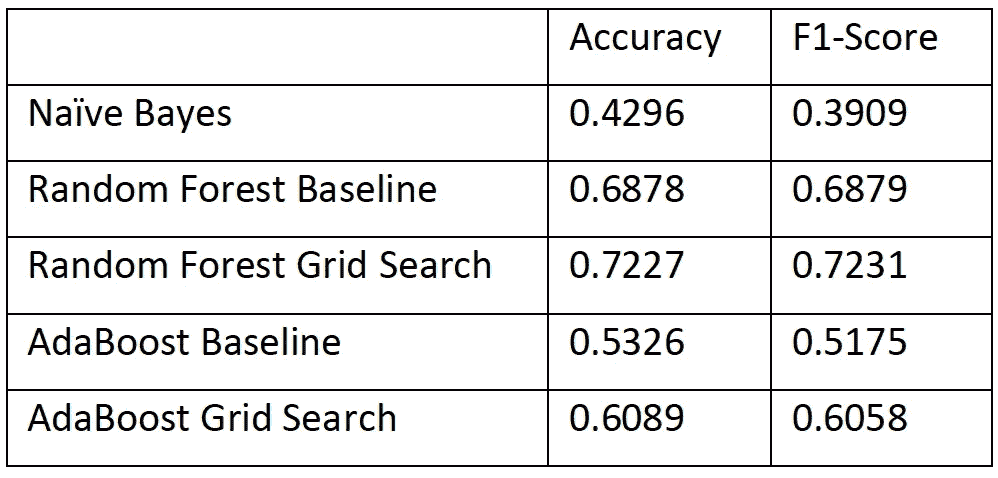 Accuracy F1-Score
Naïve Bayes 0.4296 0.3909
Random Forest Baseline 0.6878 0.6879
Random Forest Grid Search 0.7227 0.7231
AdaBoost Baseline 0.5326 0.5175
AdaBoost Grid Search 0.6089 0.6058